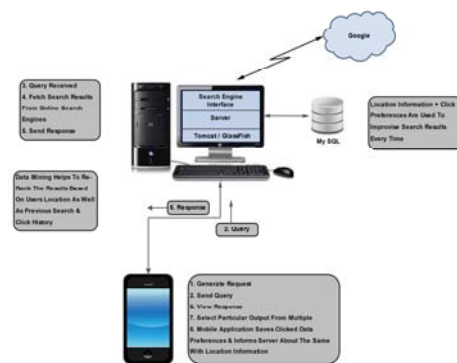 Google
3. Query Received
4. Fetch Search Results
From Online Search
Engines
5. Send Response
Search Engine
Interface
Server
Tomcat / GlassFish
My SQL
Location Information + Click
Preferences Are Used To
Improvise Search Results
Every Time
Data Mining Helps To Re-
Rank The Results Based
On Users Location As Well
As Previous Search &
Click History
Response
2. Query
1. Generate Request
2. Send Query
6. View Response
7. Select Particular Output From Multiple
8. Mobile Application Saves Clicked Data
Preferences & Informs Server About The Same
With Location Information